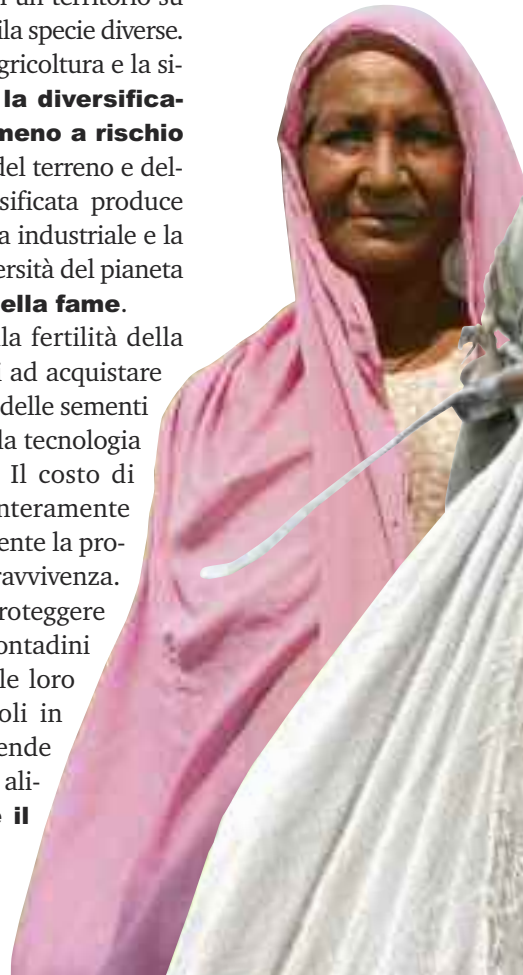 un territorio su
ila specie diverse.
gricoltura e la si-
la diversifica-
meno a rischio
del terreno e del-
sificata produce
a industriale e la
ersità del pianeta
ella fame.
la fertilità della
i ad acquistare
delle sementi
la tecnologia
Il costo di
nteramente
ente la pro-
ravvivenza.
roteggere
ontadini
le loro
oli in
ende
ali-
e il